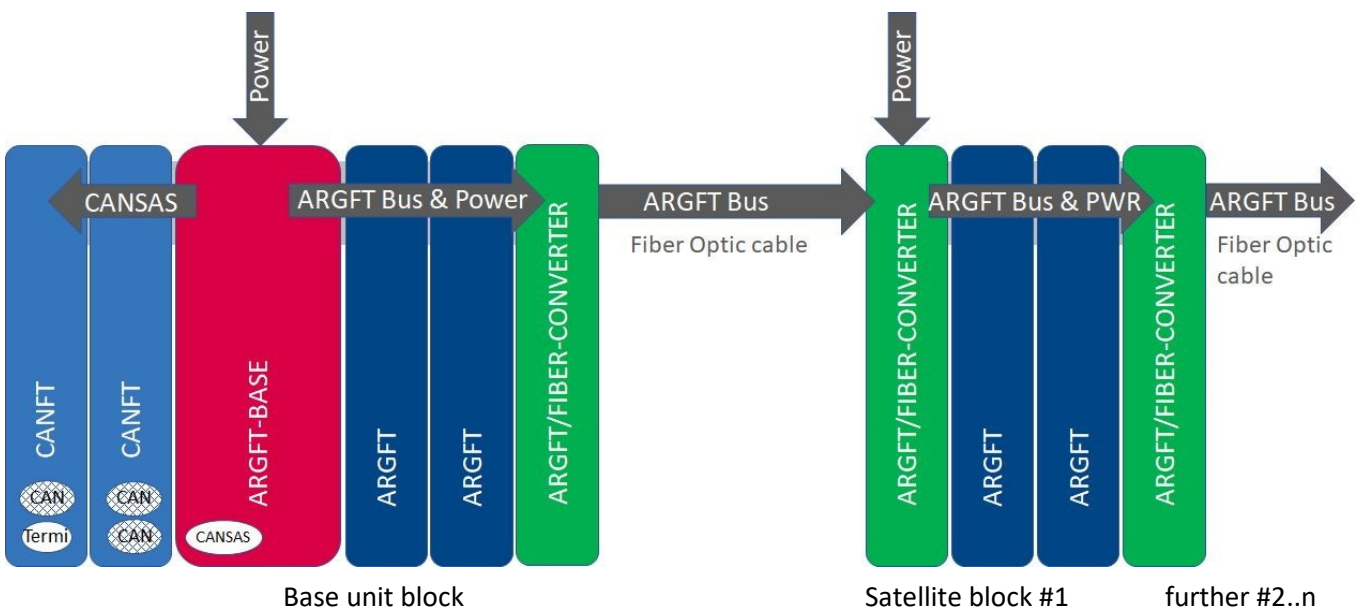 Power
Power
CANSAS
ARGFT Bus & Power
ARGFT Bus
ARGFT Bus & PWR
ARGFT Bus
Fiber Optic cable
Fiber Optic
cable
CANFT
CANFT
ARGFT-BASE
ARGFT
ARGFT
ARGFT/FIBER-CONVERTER
ARGFT/FIBER-CONVERTER
ARGFT
ARGFT
ARGFT/FIBER-CONVERTER
CAN
CAN
Termi
CAN
CANSAS
Base unit block
Satellite block #1
further #2..n